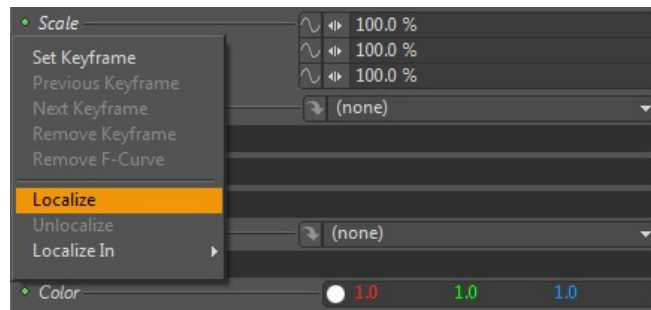 Scale 100.0 %
100.0 %
100.0 %
Set Keyframe
Previous Keyframe
Next Keyframe (none)
Remove Keyframe
Remove F-Curve
Localize
Unlocalize (none)
Localize In
Color 1.0 1.0 1.0